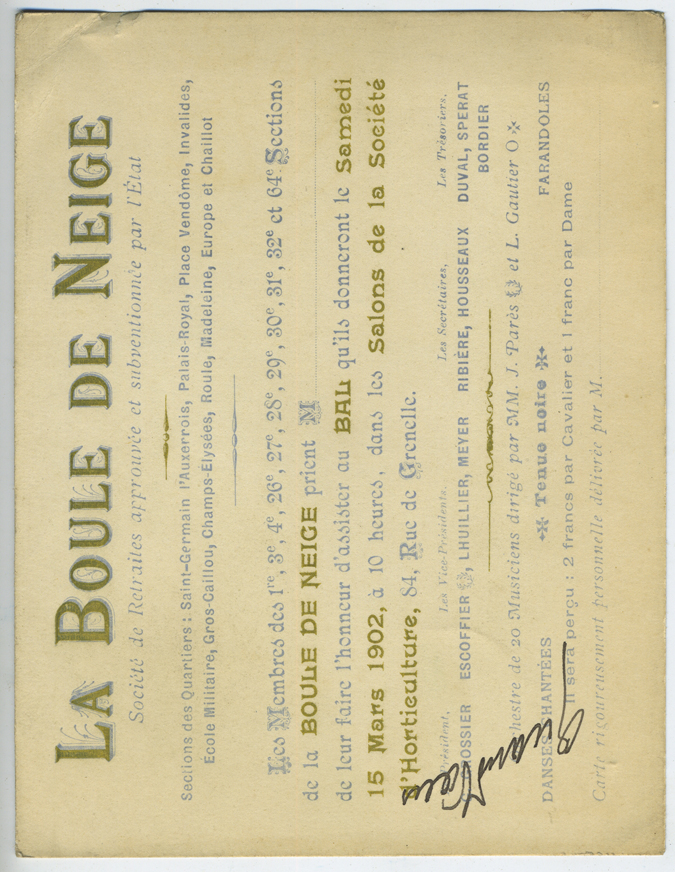 LA BOULE DE NEIGE
Société de Retraites approuvée et subventionnée par l'État
Sections des Quartiers : Saint-Germain l'Auxerrois, Palais-Royal, Place Vendôme, Invalides,
École Militaire, Gros-Caillou, Champs-Élysées, Roule, Madeleine, Europe et Chaillot
Les Membres des 1re, 3e, 4e, 26e, 27e, 28e, 29e, 30e, 31e, 32e et 64e Sections
de la BOULE DE NEIGE prient M
de leur faire l'honneur d'assister au BAL qu'ils donneront le Samedi
15 Mars 1902, à 10 heures, dans les Salons de la Société
d'Horticulture, 84, Rue de Grenelle.
Président, Les Vice-Présidents, Les Secrétaires, Les Trésoriers,
OSSIER ESCOFFIER, LHUILLIER, MEYER RIBIÈRE, HOUSSEAUX DUVAL, SPERAT
BORDIER
chestre de 20 Musiciens dirigé par MM. J. Parès et L. Gautier O
DANSES CHANTÉES Tenue noire FARANDOLES
Il sera perçu : 2 francs par Cavalier et 1 franc par Dame
Carte rigoureusement personnelle délivrée par M.